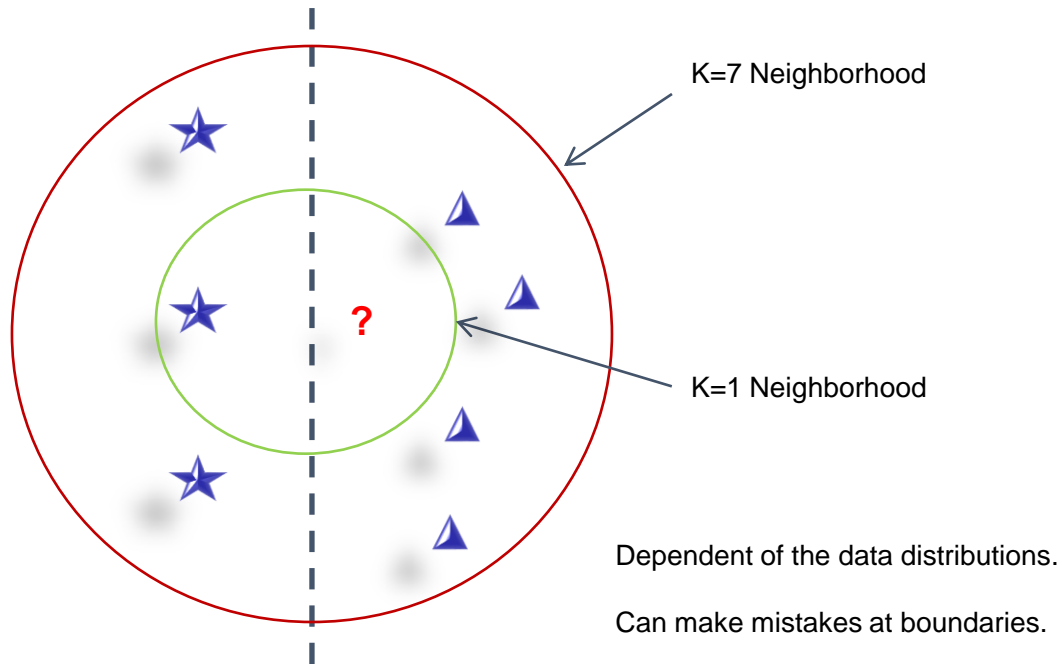 K=7 Neighborhood
?
K=1 Neighborhood
Dependent of the data distributions.
Can make mistakes at boundaries.